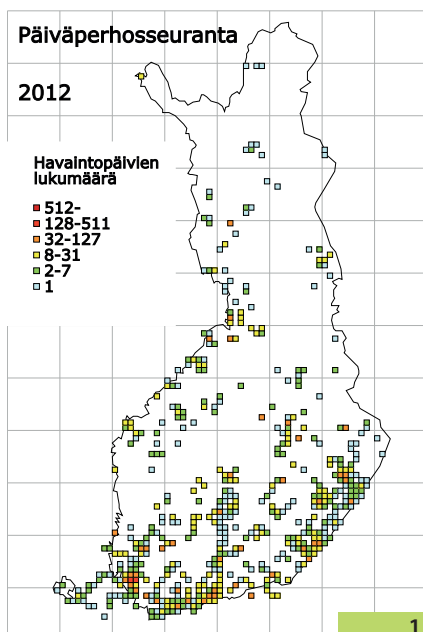 Päiväperhosseuranta
2012
Havaintopäivien
lukumäärä
512-
128-511
32-127
8-31
2-7
1
1